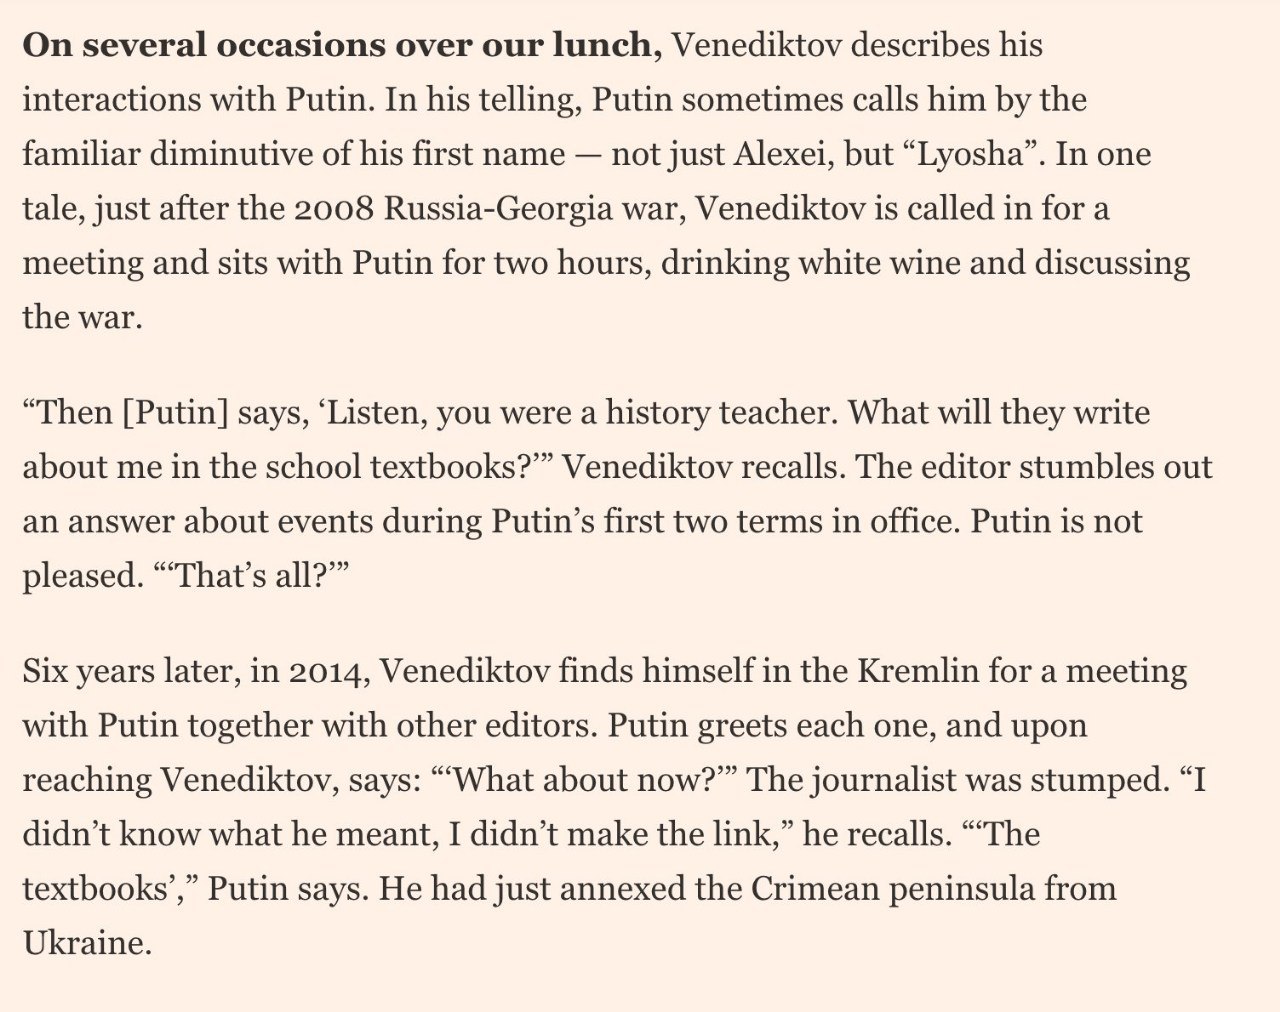 On several occasions over our lunch, Venediktov describes his
interactions with Putin. In his telling, Putin sometimes calls him by the
familiar diminutive of his first name — not just Alexei, but “Lyosha”. In one
tale, just after the 2008 Russia-Georgia war, Venediktov is called in for a
meeting and sits with Putin for two hours, drinking white wine and discussing
the war.
“Then [Putin] says, ‘Listen, you were a history teacher. What will they write
about me in the school textbooks?’” Venediktov recalls. The editor stumbles out
an answer about events during Putin’s first two terms in office. Putin is not
pleased. “‘That’s all?’”
Six years later, in 2014, Venediktov finds himself in the Kremlin for a meeting
with Putin together with other editors. Putin greets each one, and upon
reaching Venediktov, says: “‘What about now?’” The journalist was stumped. “I
didn’t know what he meant, I didn’t make the link,” he recalls. “‘The
textbooks’,” Putin says. He had just annexed the Crimean peninsula from
Ukraine.